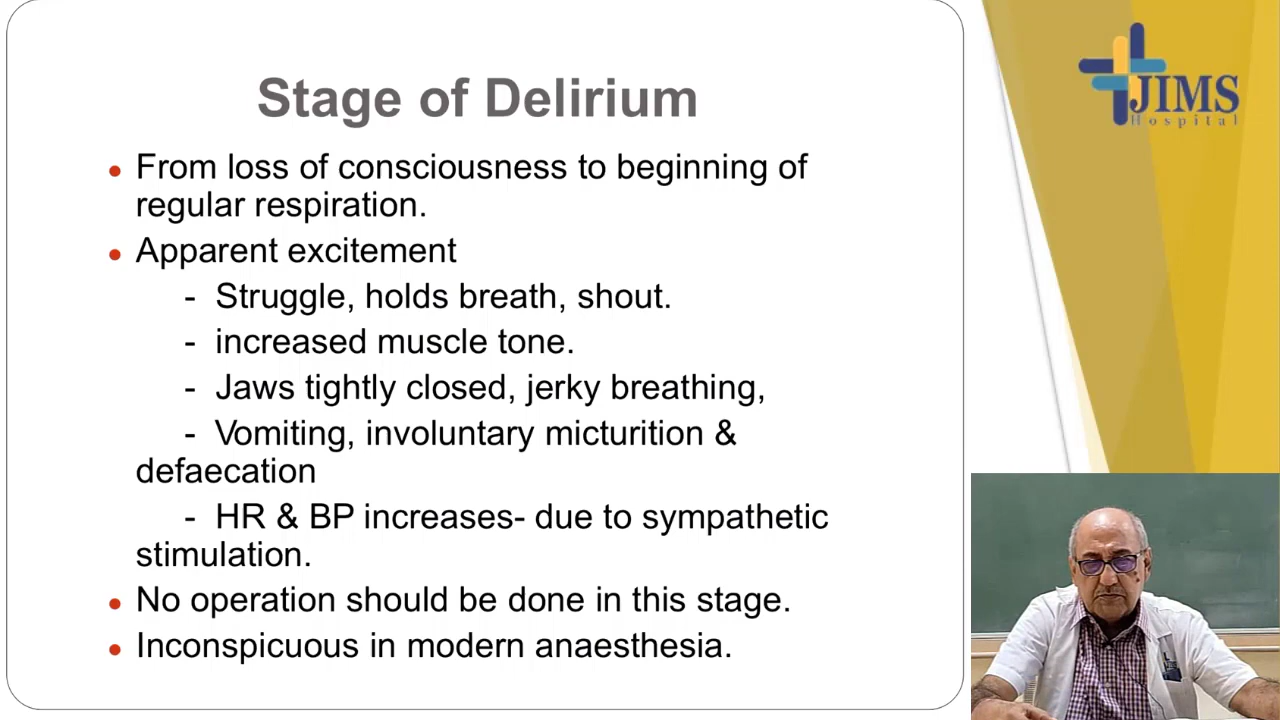 JIMS
Hospital
Stage of Delirium
• From loss of consciousness to beginning of
regular respiration.
• Apparent excitement
- Struggle, holds breath, shout.
- increased muscle tone.
- Jaws tightly closed, jerky breathing,
- Vomiting, involuntary micturition &
defaecation
- HR & BP increases- due to sympathetic
stimulation.
• No operation should be done in this stage.
• Inconspicuous in modern anaesthesia.